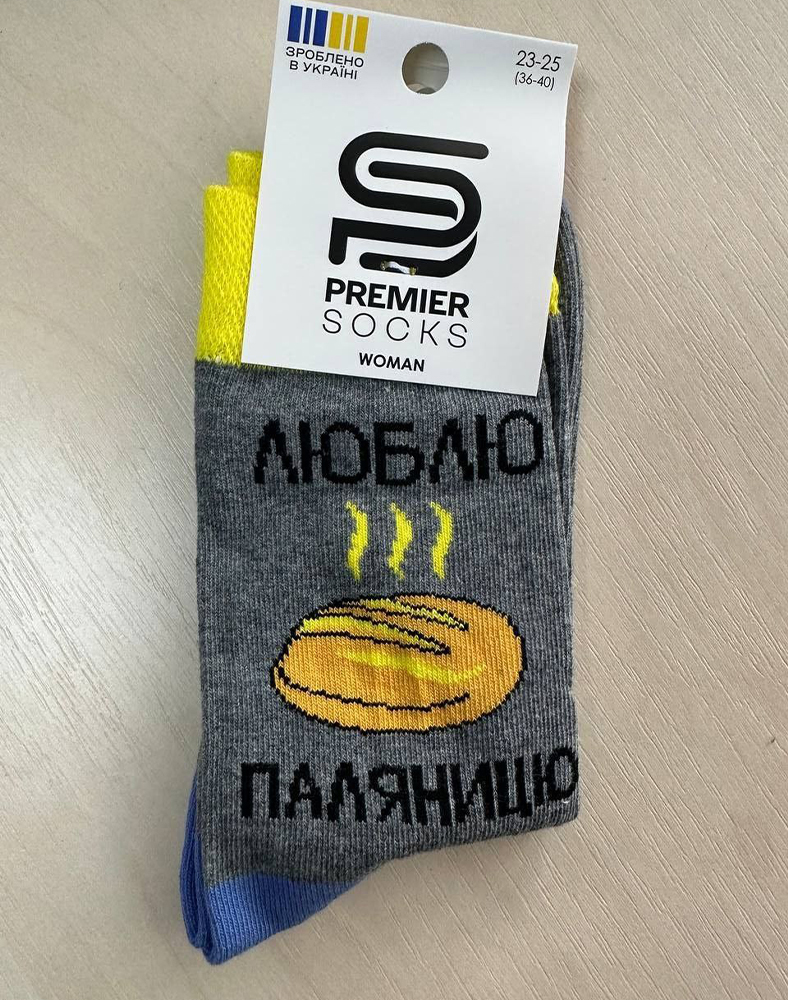 ЗРОБЛЕНО
В УКРАЇНІ
23-25
(36-40)
PREMIER
SOCKS
WOMAN
ЛЮБЛЮ
ПАЛЯНИЦЮ